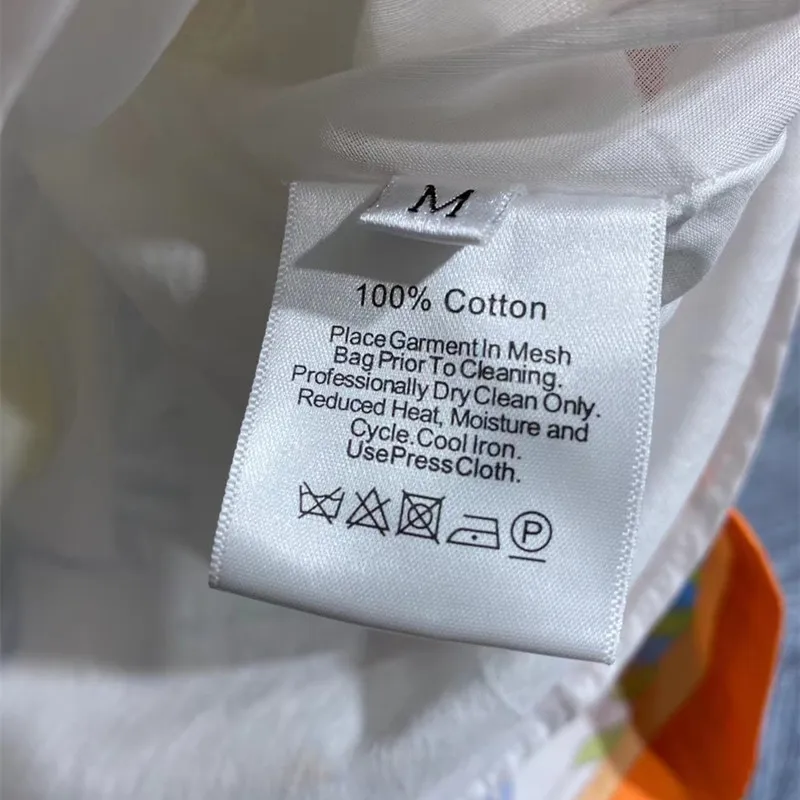 M
100% Cotton
Place Garment In Mesh
Bag Prior To Cleaning.
Professionally Dry Clean Only.
Reduced Heat, Moisture and
Cycle.Cool Iron.
Use Press Cloth.
P